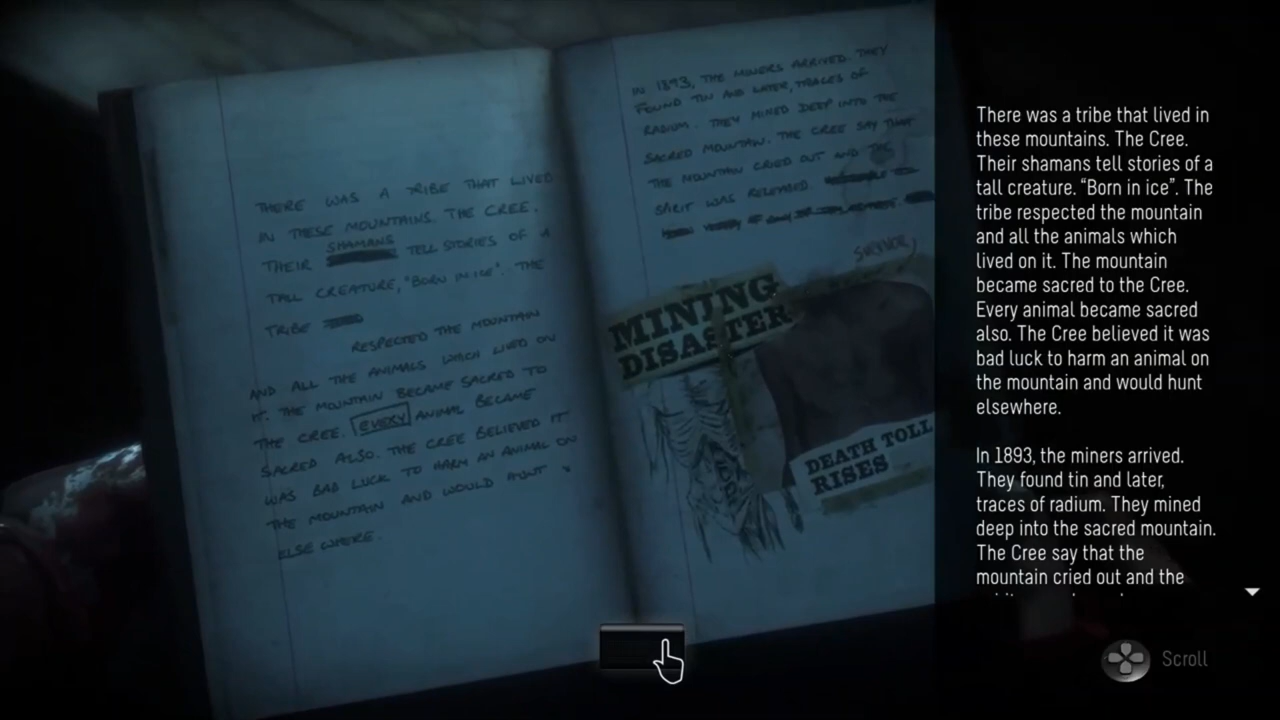 THERE WAS A TRIBE THAT LIVED
IN THESE MOUNTAINS. THE CREE.
SHAMANS
THEIR TELL STORIES OF A
TALL CREATURE, "BORN IN ICE". THE
TRIBE
RESPECTED THE MOUNTAIN
AND ALL THE ANIMALS WHICH LIVED ON
IT. THE MOUNTAIN BECAME SACRED TO
THE CREE. EVERY ANIMAL BECAME
SACRED ALSO. THE CREE BELIEVED IT
WAS BAD LUCK TO HARM AN ANIMAL ON
THE MOUNTAIN AND WOULD HUNT
ELSE WHERE.
IN 1893, THE MINERS ARRIVED. THEY
FOUND TIN AND LATER, TRACES OF
RADIUM. THEY MINED DEEP INTO THE
SACRED MOUNTAIN. THE CREE SAY THAT
THE MOUNTAIN CRIED OUT AND THE
SPIRIT WAS RELEASED.
MINING
DISASTER
DEATH TOLL
RISES
There was a tribe that lived in
these mountains. The Cree.
Their shamans tell stories of a
tall creature. “Born in ice”. The
tribe respected the mountain
and all the animals which
lived on it. The mountain
became sacred to the Cree.
Every animal became sacred
also. The Cree believed it was
bad luck to harm an animal on
the mountain and would hunt
elsewhere.
In 1893, the miners arrived.
They found tin and later,
traces of radium. They mined
deep into the sacred mountain.
The Cree say that the
mountain cried out and the
Scroll